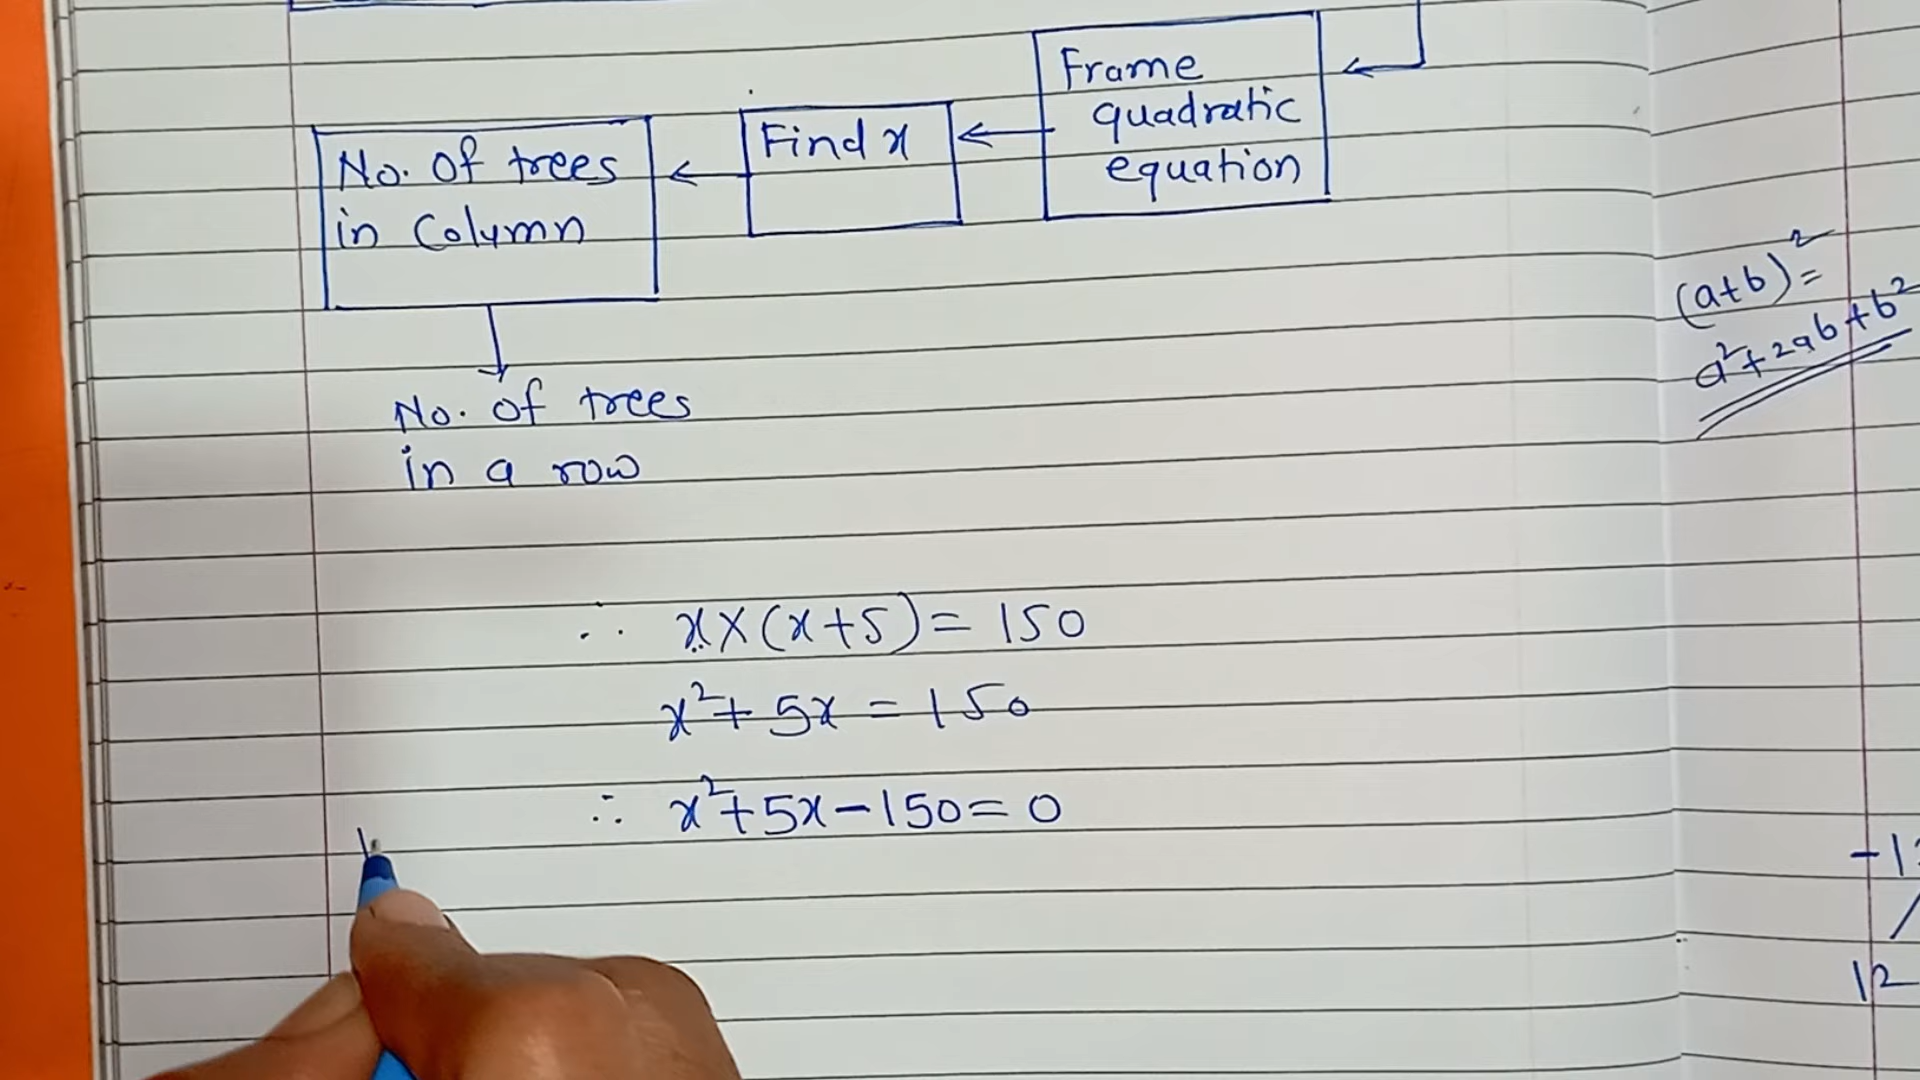 Frame
quadratic
equation
Find x
No. of trees
in Column
No. of trees
in a row
(a+b)² =
a²+2ab+b²
∴ x×(x+5)= 150
x²+ 5x = 150
∴ x²+5x-150=0
12